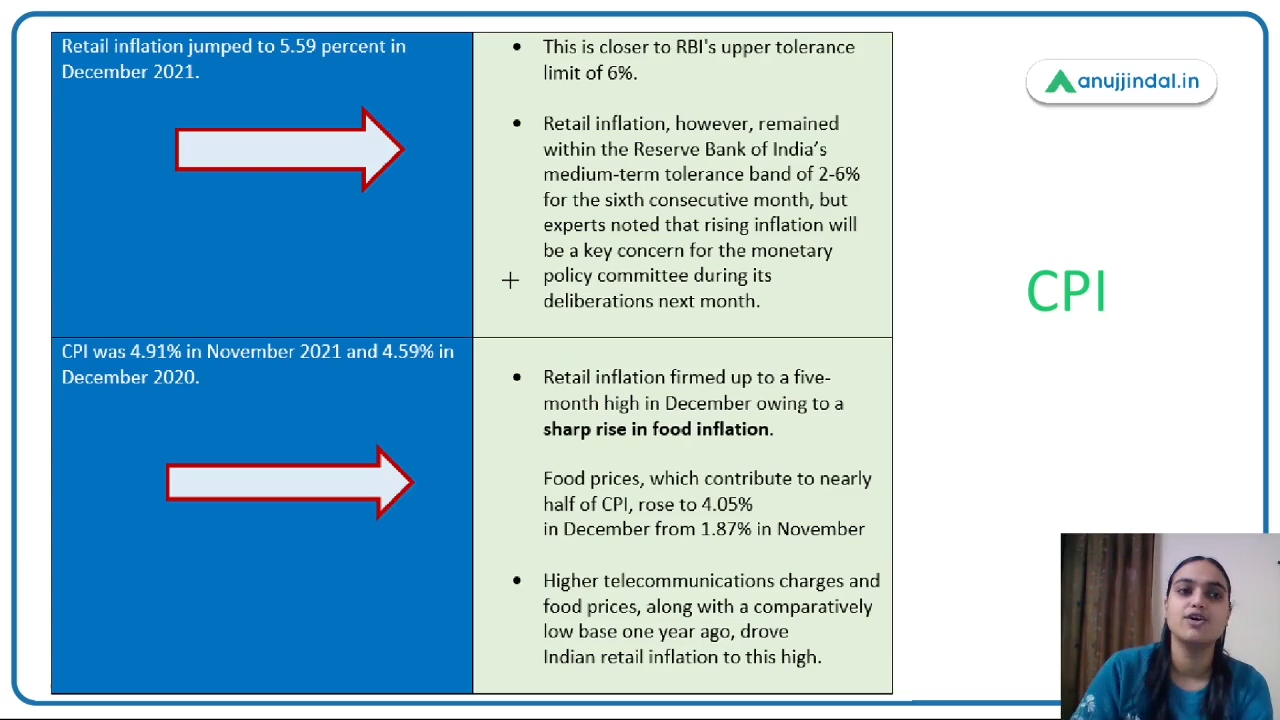 Retail inflation jumped to 5.59 percent in
December 2021.
• This is closer to RBI's upper tolerance
limit of 6%.
• Retail inflation, however, remained
within the Reserve Bank of India’s
medium-term tolerance band of 2-6%
for the sixth consecutive month, but
experts noted that rising inflation will
be a key concern for the monetary
policy committee during its
deliberations next month.
CPI was 4.91% in November 2021 and 4.59% in
December 2020.
• Retail inflation firmed up to a five-
month high in December owing to a
sharp rise in food inflation.
Food prices, which contribute to nearly
half of CPI, rose to 4.05%
in December from 1.87% in November
• Higher telecommunications charges and
food prices, along with a comparatively
low base one year ago, drove
Indian retail inflation to this high.
anujjindal.in
CPI